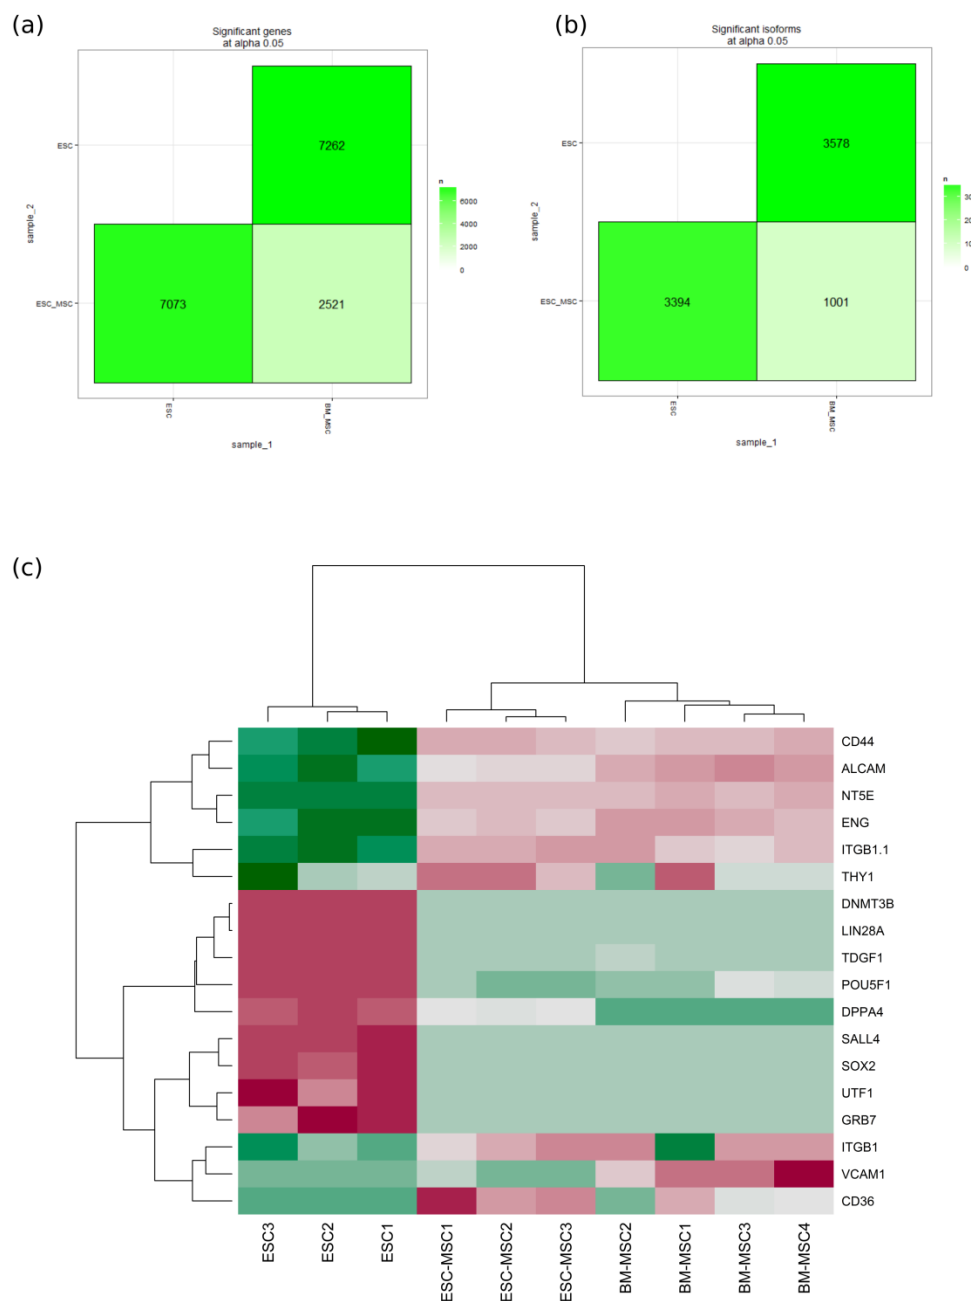 (a)
Significant genes
at alpha 0.05
ESC
7262
sample_2
n
6000
4000
2000
0
ESC_MSC
7073
2521
ESC
BM_MSC
sample_1
(b)
Significant isoforms
at alpha 0.05
ESC
3578
sample_2
n
30
20
10
0
ESC_MSC
3394
1001
ESC
BM_MSC
sample_1
(c)
CD44
ALCAM
NT5E
ENG
ITGB1.1
THY1
DNMT3B
LIN28A
TDGF1
POU5F1
DPPA4
SALL4
SOX2
UTF1
GRB7
ITGB1
VCAM1
CD36
ESC3
ESC2
ESC1
ESC-MSC1
ESC-MSC2
ESC-MSC3
BM-MSC2
BM-MSC1
BM-MSC3
BM-MSC4